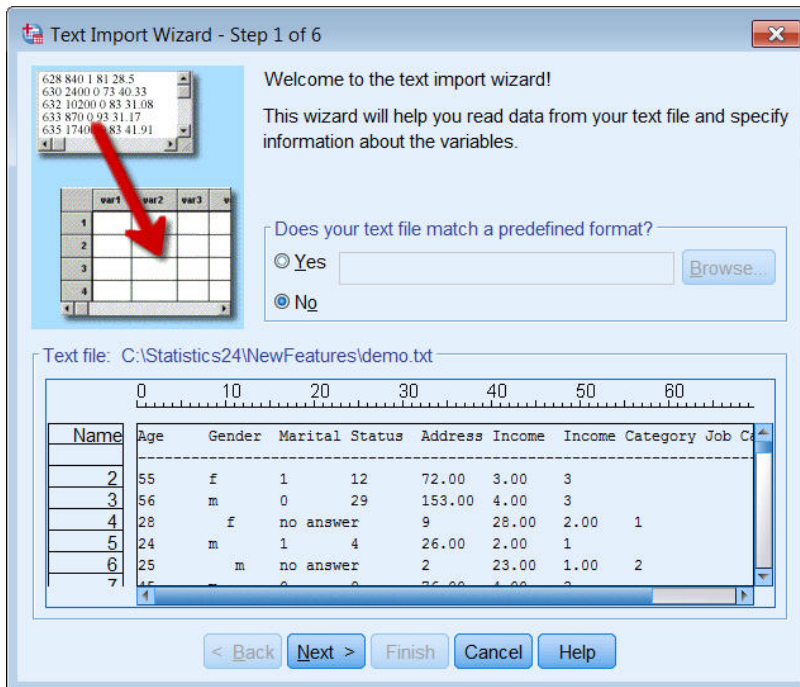 Text Import Wizard - Step 1 of 6
628 840 1 81 28.5
630 2400 0 73 40.33
632 10200 0 83 31.08
633 870 0 93 31.17
635 1740 83 41.91
var1 var2 var3 v
1
2
3
4
Welcome to the text import wizard!
This wizard will help you read data from your text file and specify
information about the variables.
Does your text file match a predefined format?
Yes
Browse...
No
Text file: C:\Statistics24\NewFeatures\demo.txt
0 10 20 30 40 50 60
Name Age Gender Marital Status Address Income Income Category Job Ca
2 55 f 1 12 72.00 3.00 3
3 56 m 0 29 153.00 4.00 3
4 28 f no answer 9 28.00 2.00 1
5 24 m 1 4 26.00 2.00 1
6 25 m no answer 2 23.00 1.00 2
7
< Back Next > Finish Cancel Help